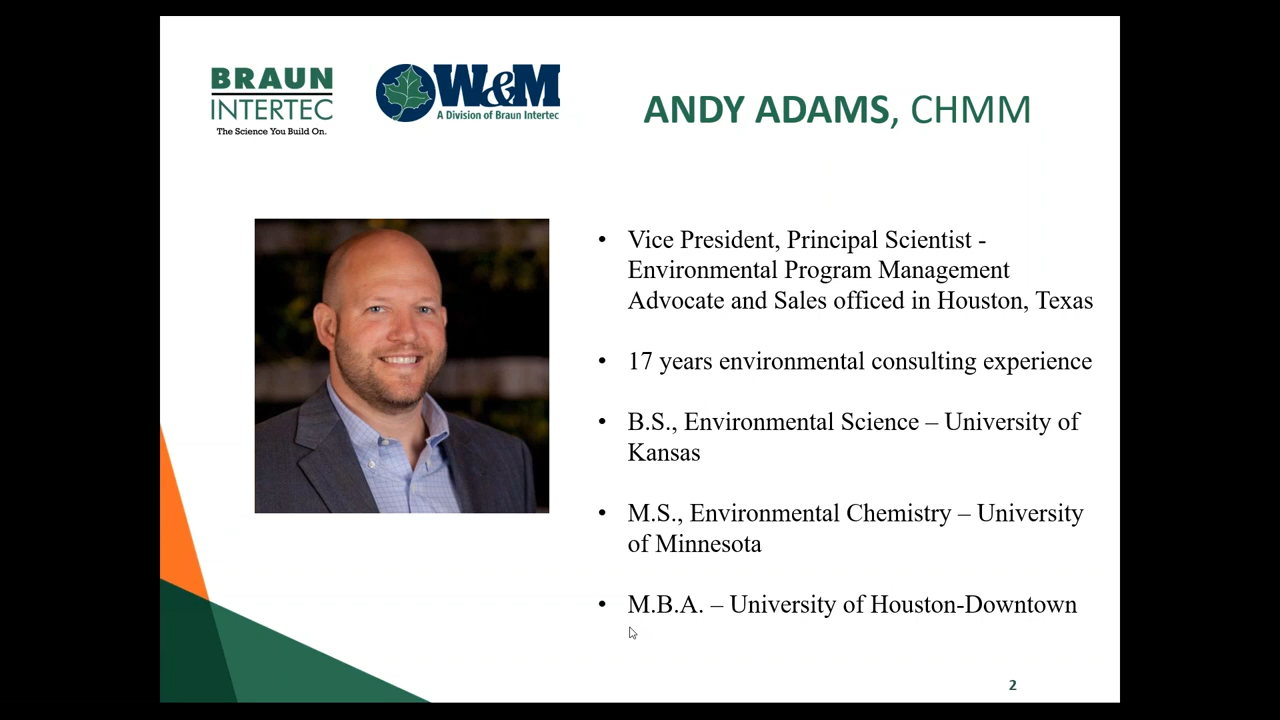 BRAUN
INTERTEC
The Science You Build On.
W&M
A Division of Braun Intertec
ANDY ADAMS, CHMM
• Vice President, Principal Scientist -
Environmental Program Management
Advocate and Sales officed in Houston, Texas
• 17 years environmental consulting experience
• B.S., Environmental Science – University of
Kansas
• M.S., Environmental Chemistry – University
of Minnesota
• M.B.A. – University of Houston-Downtown
2